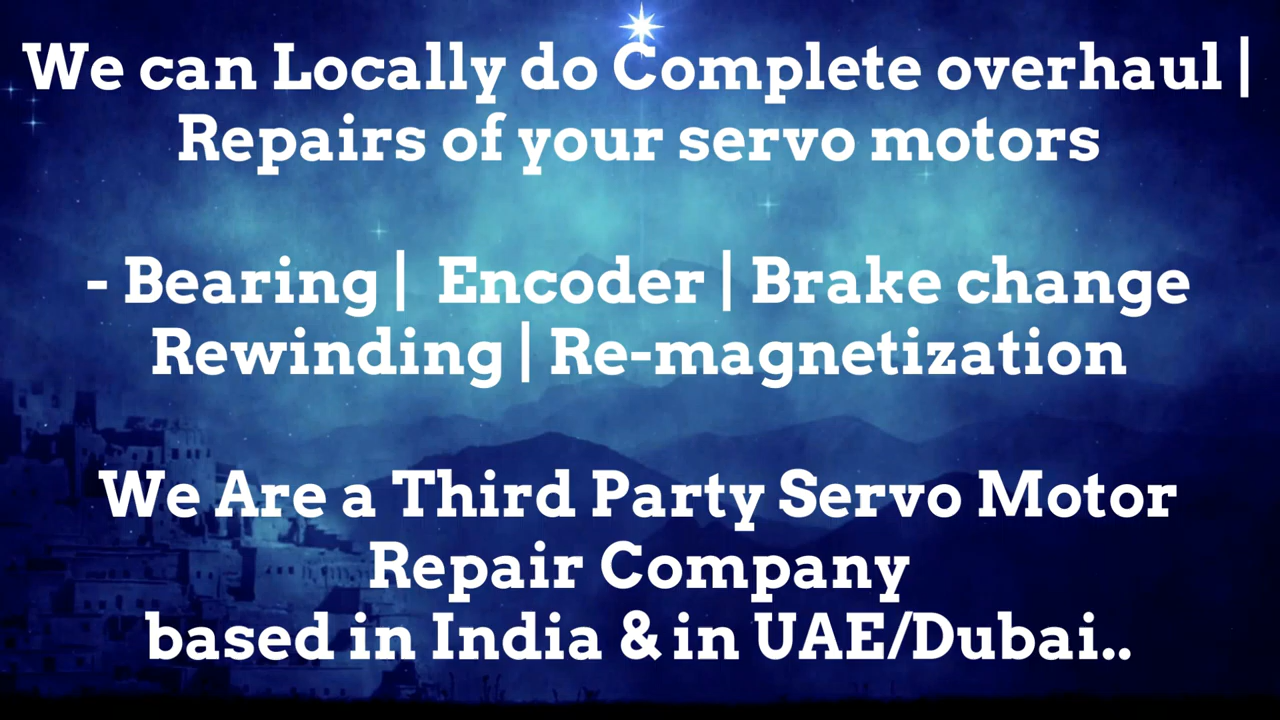 We can Locally do Complete overhaul |
Repairs of your servo motors
- Bearing | Encoder | Brake change
Rewinding | Re-magnetization
We Are a Third Party Servo Motor
Repair Company
based in India & in UAE/Dubai..